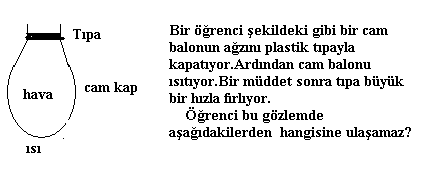 Tıpa
hava
cam kap
ısı
Bir öğrenci şekildeki gibi bir cam
balonun ağzını plastik tıpayla
kapatıyor.Ardından cam balonu
ısıtıyor.Bir müddet sonra tıpa büyük
bir hızla fırlıyor.
Öğrenci bu gözlemde
aşağıdakilerden hangisine ulaşamaz?